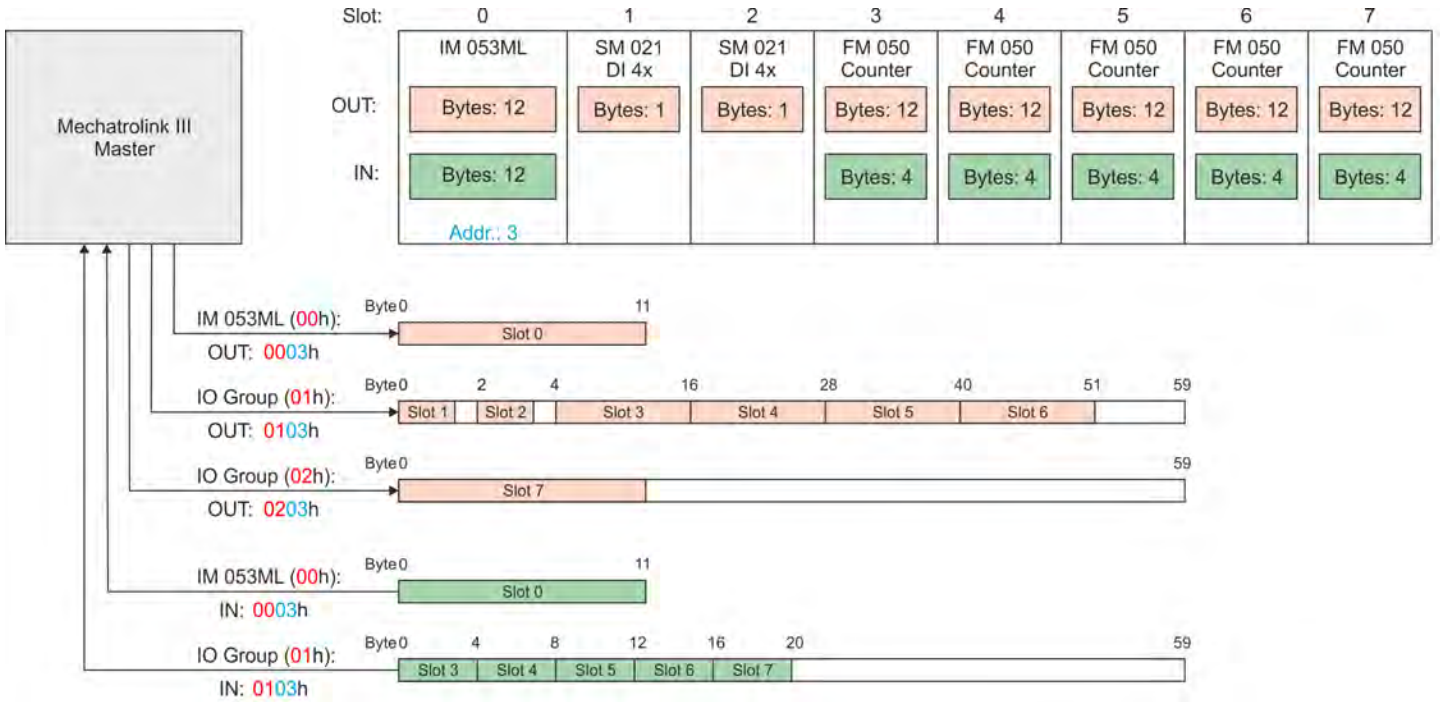 Slot: 0 1 2 3 4 5 6 7
Mechatrolink III
Master
IM 053ML
SM 021
DI 4x
SM 021
DI 4x
FM 050
Counter
FM 050
Counter
FM 050
Counter
FM 050
Counter
FM 050
Counter
OUT: Bytes: 12 Bytes: 1 Bytes: 1 Bytes: 12 Bytes: 12 Bytes: 12 Bytes: 12 Bytes: 12
IN: Bytes: 12 Bytes: 4 Bytes: 4 Bytes: 4 Bytes: 4 Bytes: 4
Addr.: 3
Byte 0 11
IM 053ML (00h):
Slot 0
OUT: 0003h
Byte 0 2 4 16 28 40 51 59
IO Group (01h):
Slot 1 Slot 2 Slot 3 Slot 4 Slot 5 Slot 6
OUT: 0103h
Byte 0 59
IO Group (02h):
Slot 7
OUT: 0203h
Byte 0 11
IM 053ML (00h):
Slot 0
IN: 0003h
Byte 0 4 8 12 16 20 59
IO Group (01h):
Slot 3 Slot 4 Slot 5 Slot 6 Slot 7
IN: 0103h